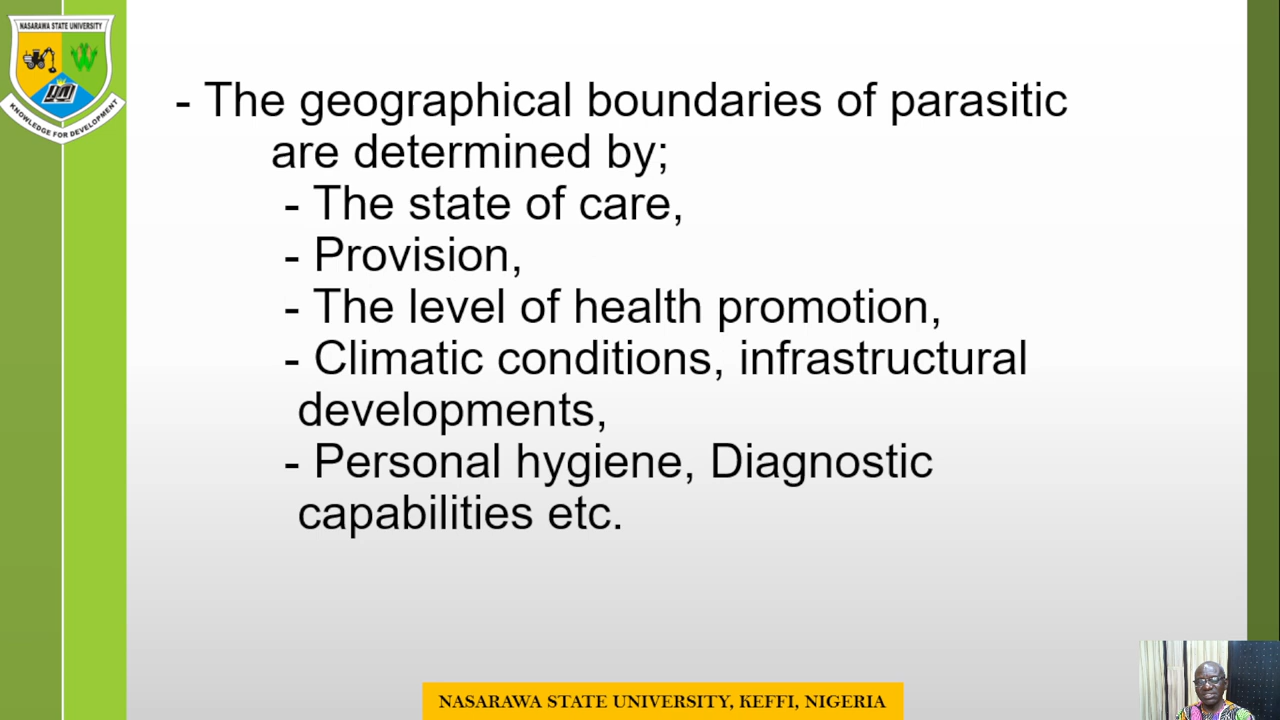 NASARAWA STATE UNIVERSITY
KNOWLEDGE FOR DEVELOPMENT
- The geographical boundaries of parasitic
are determined by;
- The state of care,
- Provision,
- The level of health promotion,
- Climatic conditions, infrastructural
developments,
- Personal hygiene, Diagnostic
capabilities etc.
NASARAWA STATE UNIVERSITY, KEFFI, NIGERIA